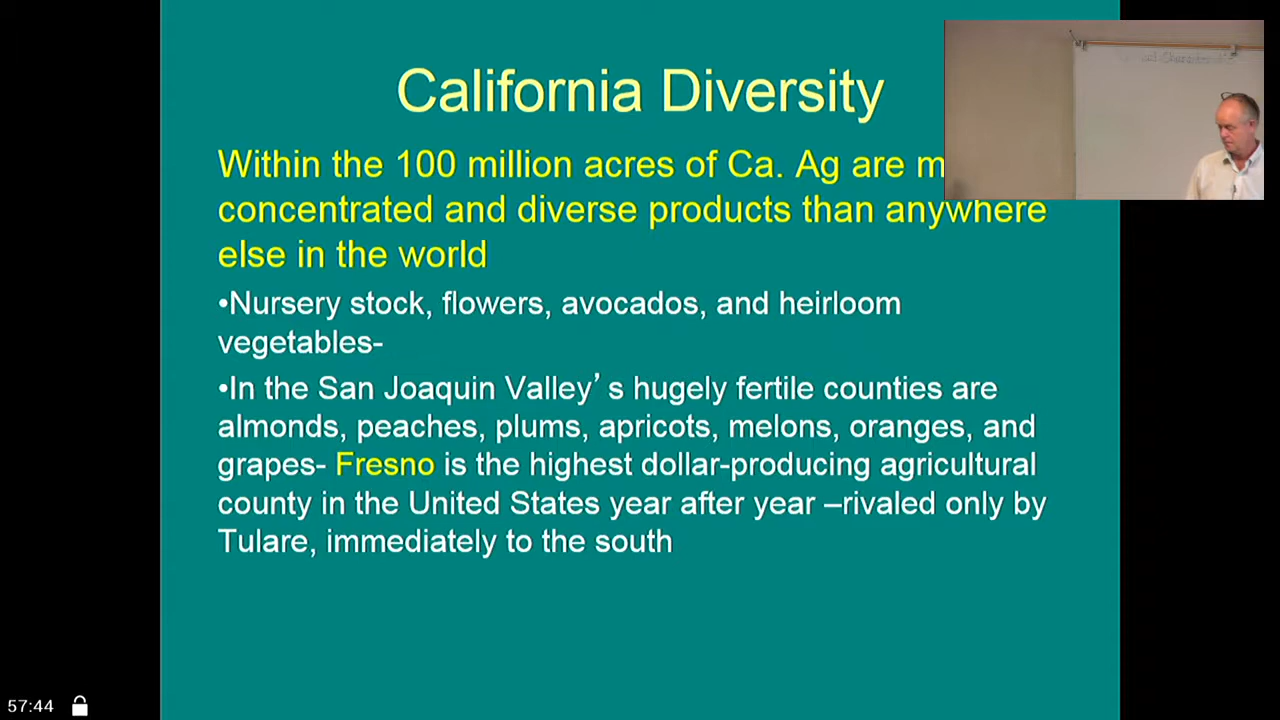 California Diversity
Within the 100 million acres of Ca. Ag are
concentrated and diverse products than anywhere
else in the world
•Nursery stock, flowers, avocados, and heirloom
vegetables-
•In the San Joaquin Valley’s hugely fertile counties are
almonds, peaches, plums, apricots, melons, oranges, and
grapes- Fresno is the highest dollar-producing agricultural
county in the United States year after year –rivaled only by
Tulare, immediately to the south
57:44